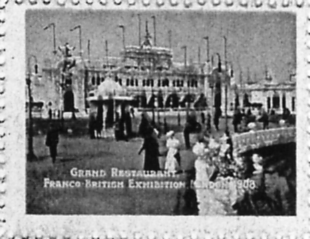 GRAND RESTAURANT.
FRANCO-BRITISH EXHIBITION LONDON 1908.